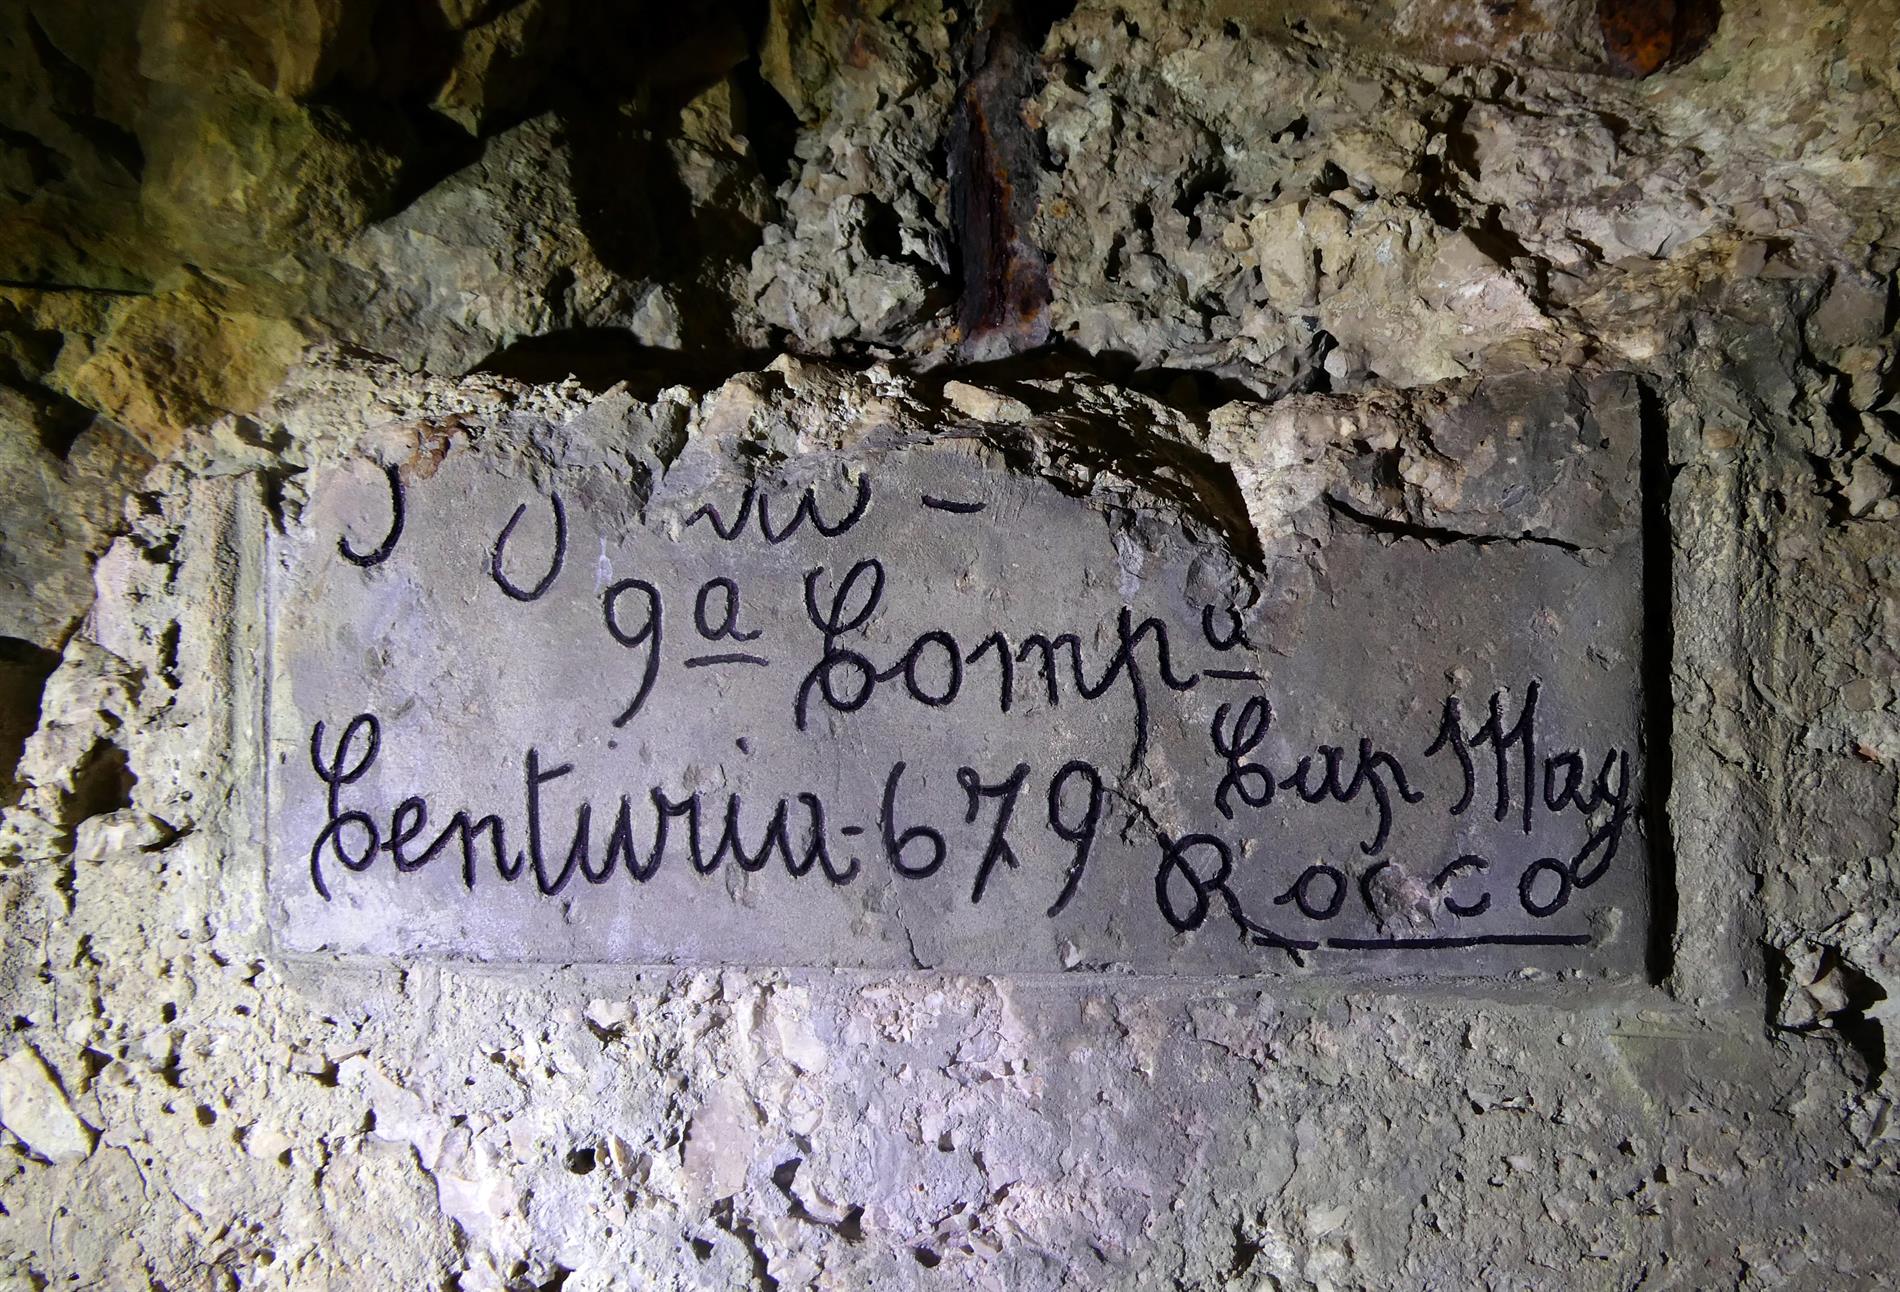 9ª Compª
Centuria-679 Cap Mag
Rocco